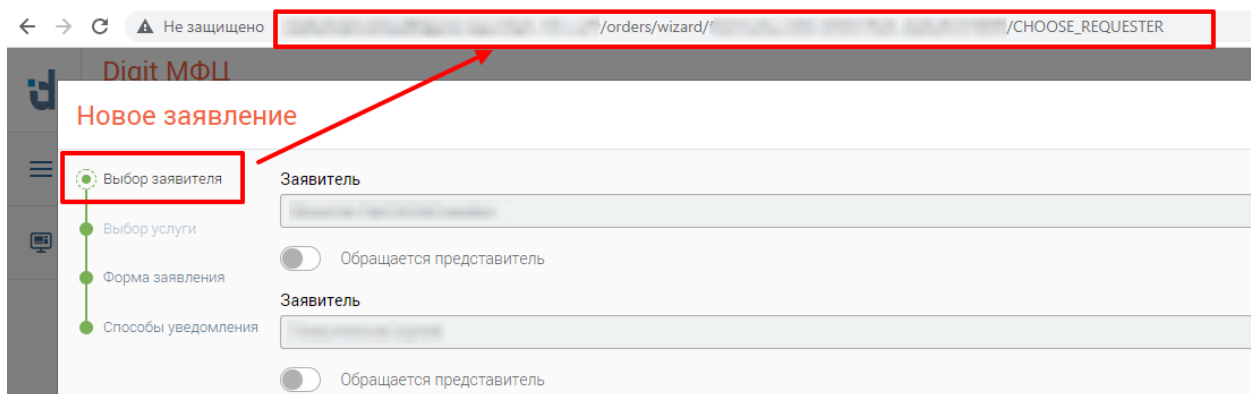 Не защищено /orders/wizard/ /CHOOSE_REQUESTER
Digit МФЦ
Новое заявление
Выбор заявителя
Выбор услуги
Форма заявления
Способы уведомления
Заявитель
Обращается представитель
Заявитель
Обращается представитель